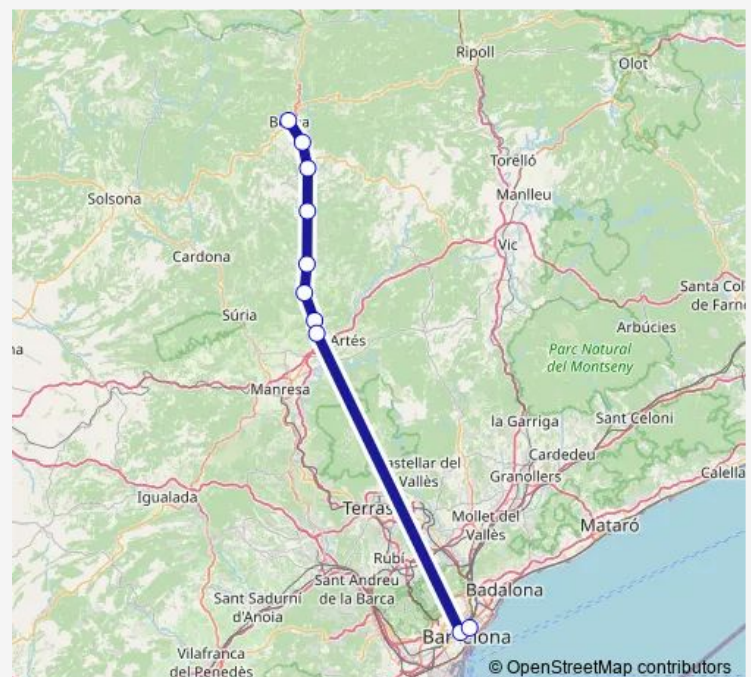 Ripoll
Olot
Torelló
Manlleu
Solsona
Vic
Cardona
Santa Col
de Farn
Súria
Arbúcies
Artés
Parc Natural
del Montseny
Manresa
la Garriga
Sant Celoni
Cardedeu
astellar del
Vallès
Granollers
Calella
Igualada
Terras
Mollet del
Vallès
Mataró
Rubí
Sant Andreu
de la Barca
Badalona
Sant Sadurní
d'Anoia
Vilafranca
del Penedès
© OpenStreetMap contributors